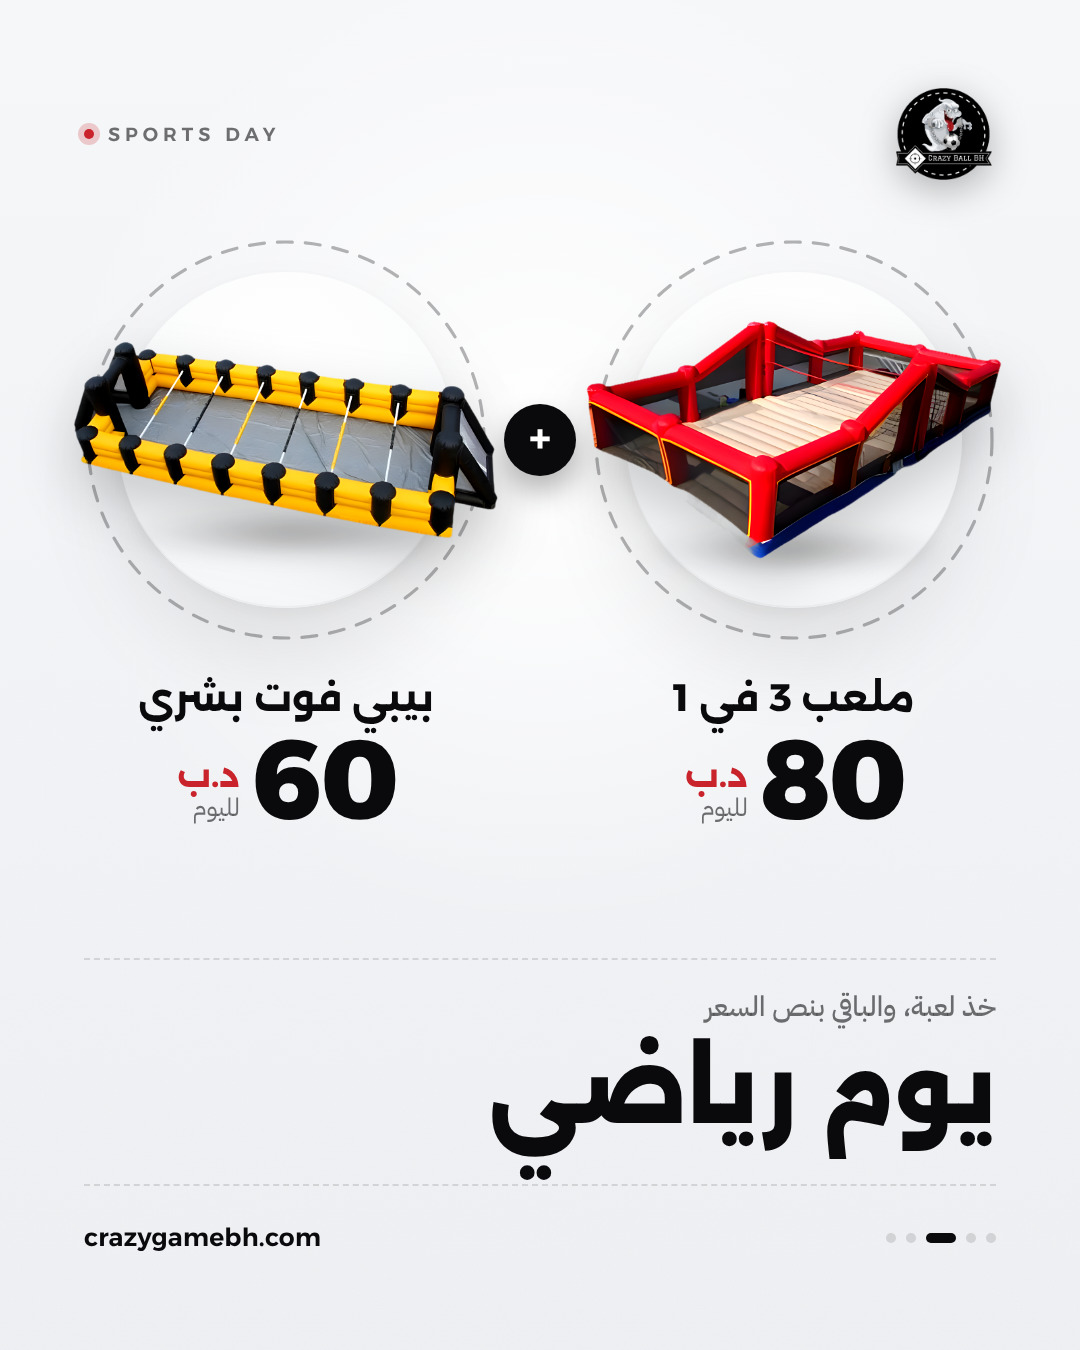 SPORTS DAY
CRAZY BALL BH
+
ملعب 3 في 1
80 د.ب
لليوم
بيبي فوت بشري
60 د.ب
لليوم
خذ لعبة، والباقي بنص السعر
يوم رياضي
crazygamebh.com